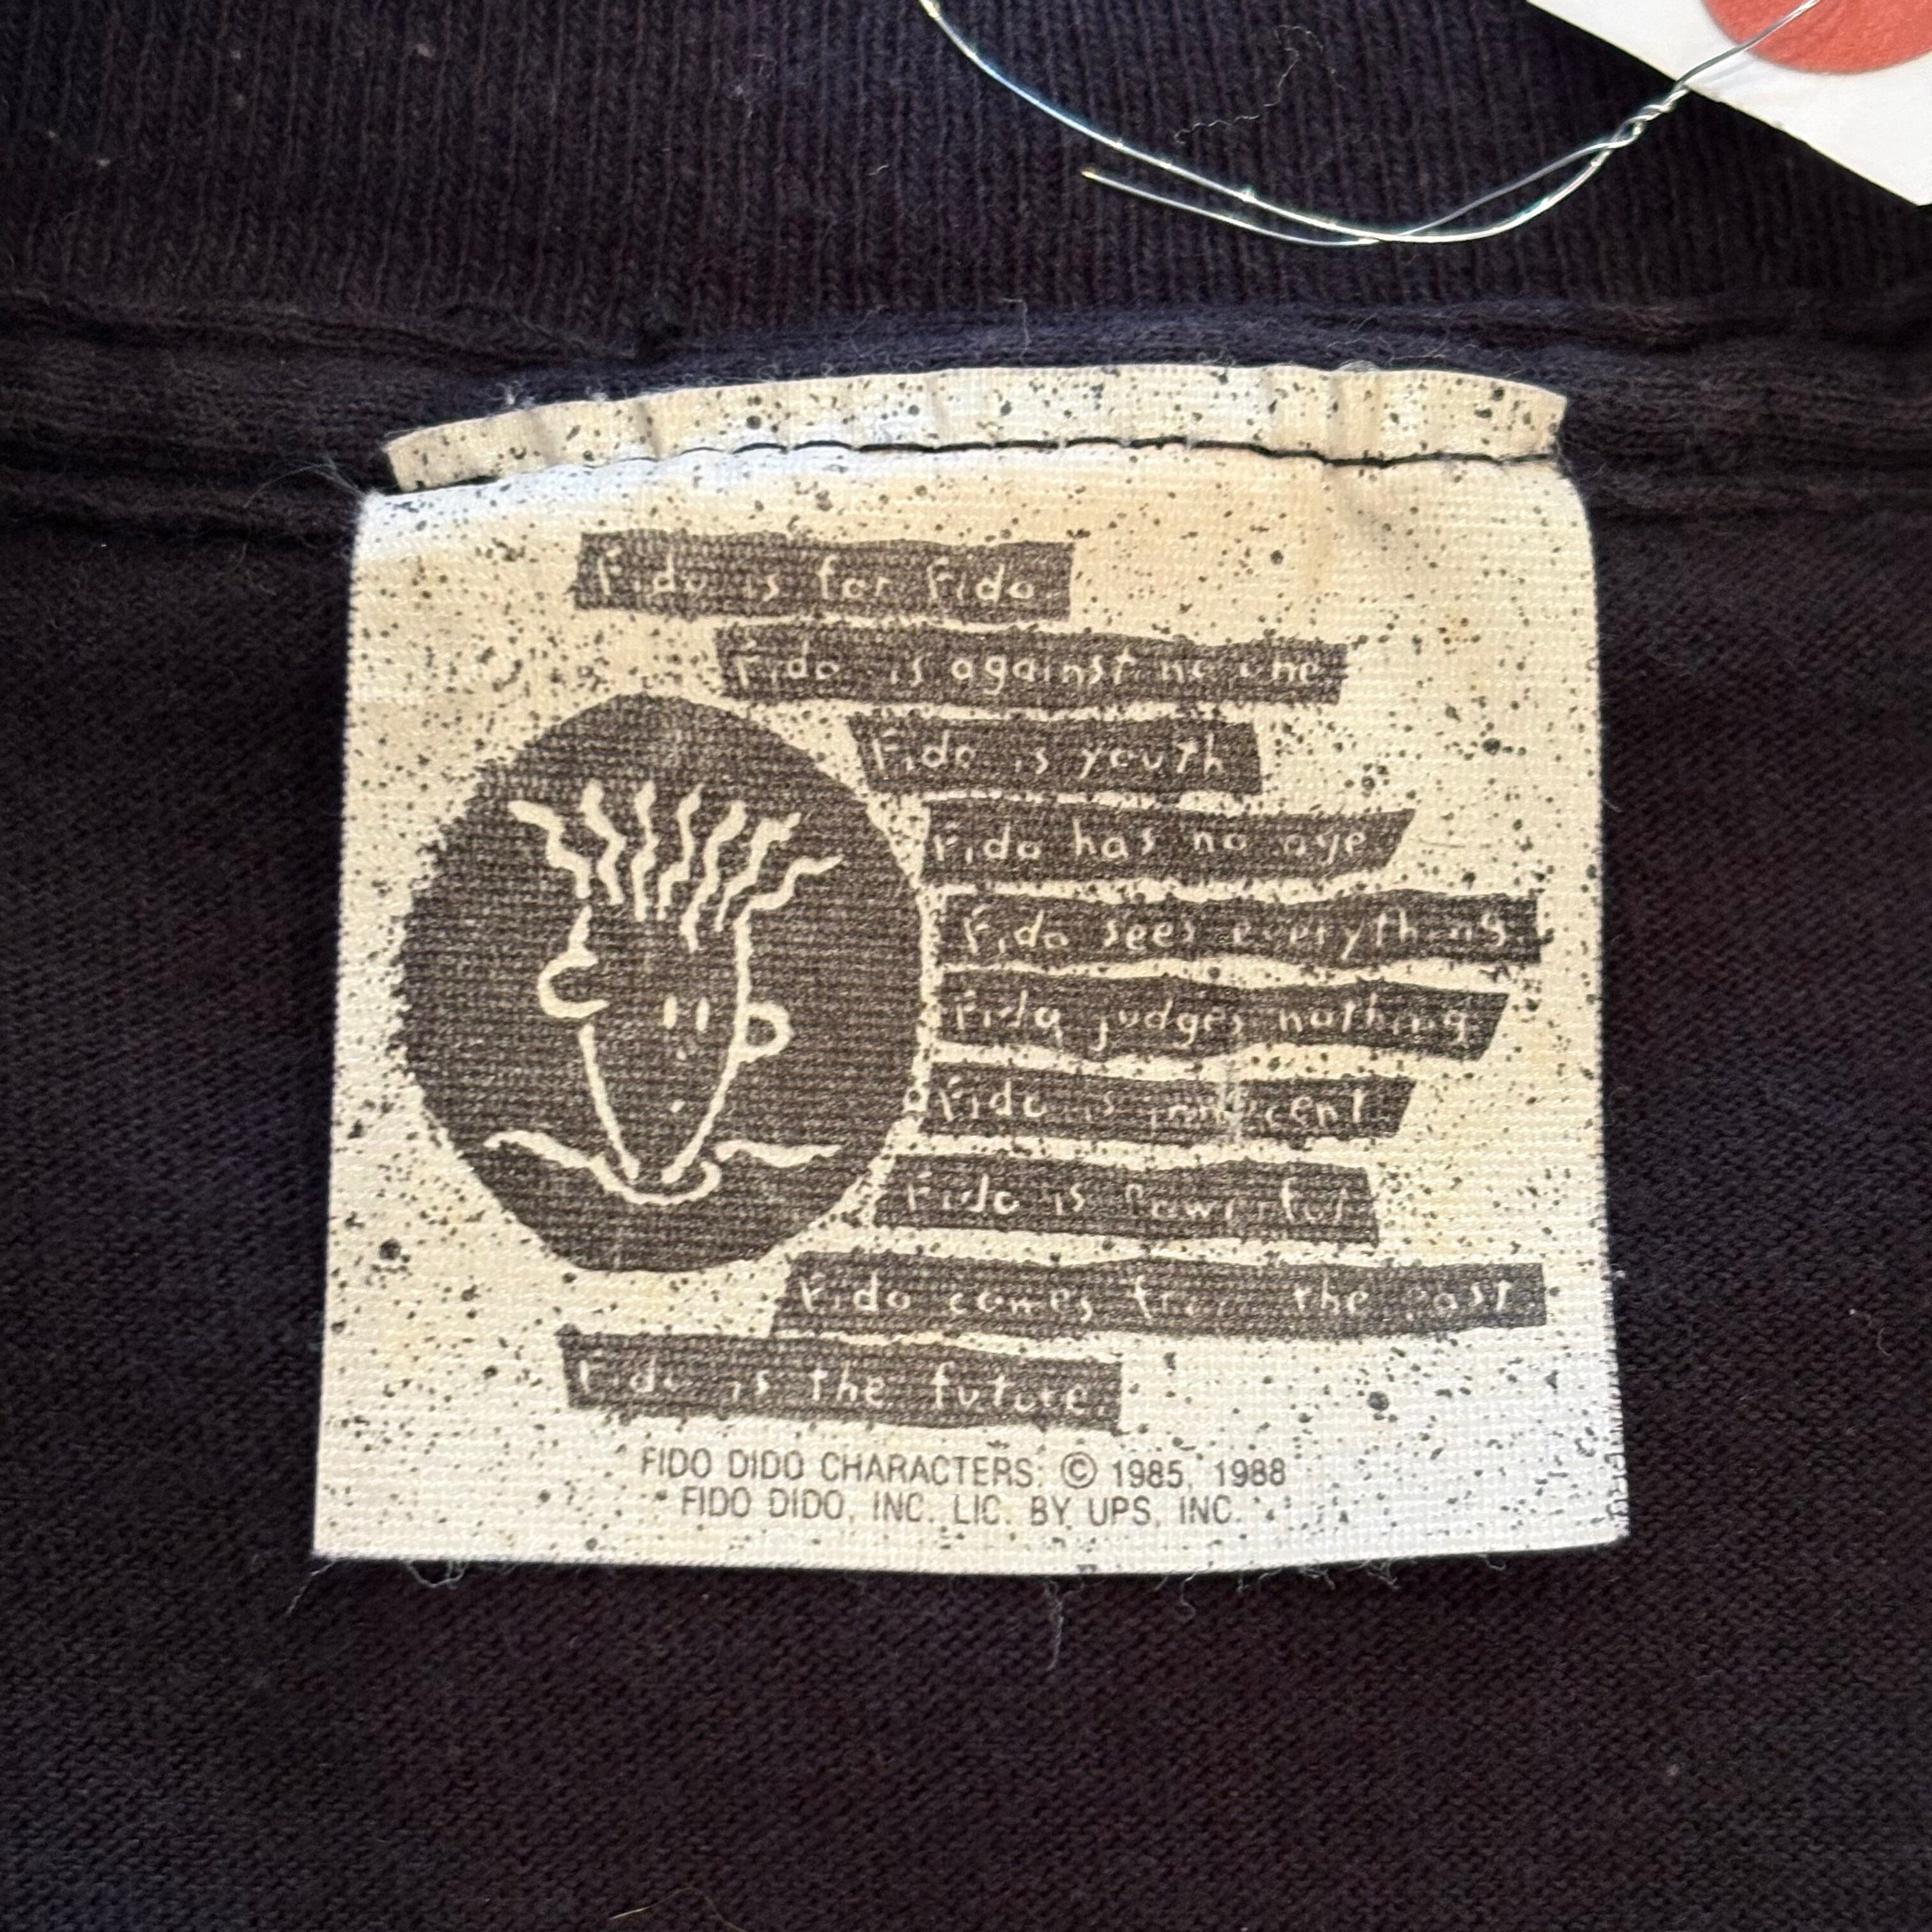 Fido is for Fido
Fido is against no one
Fido is youth
Fido has no age
Fido sees everything.
Fido judges nothing.
Fido is innocent.
Fido is Powerful.
Fido comes from the past.
Fido is the future.
FIDO DIDO CHARACTERS: © 1985, 1988
FIDO DIDO, INC. LIC. BY UPS, INC.